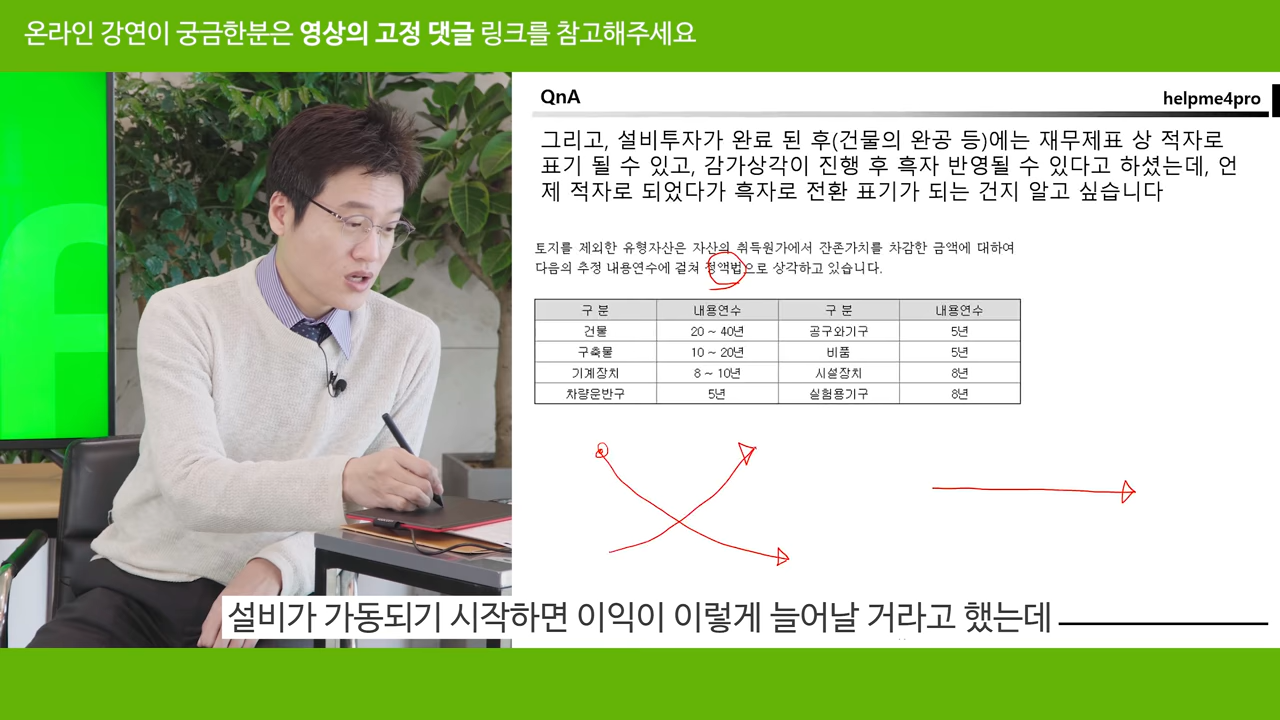 온라인 강연이 궁금한분은 영상의 고정 댓글 링크를 참고해주세요
QnA
helpme4pro
그리고, 설비투자가 완료 된 후(건물의 완공 등)에는 재무제표 상 적자로
표기 될 수 있고, 감가상각이 진행 후 흑자 반영될 수 있다고 하셨는데, 언
제 적자로 되었다가 흑자로 전환 표기가 되는 건지 알고 싶습니다
토지를 제외한 유형자산은 자산의 취득원가에서 잔존가치를 차감한 금액에 대하여
다음의 추정 내용연수에 걸쳐 정액법으로 상각하고 있습니다.
구 분 내용연수 구 분 내용연수
건물 20 ~ 40년 공구와기구 5년
구축물 10 ~ 20년 비품 5년
기계장치 8 ~ 10년 시설장치 8년
차량운반구 5년 실험용기구 8년
설비가 가동되기 시작하면 이익이 이렇게 늘어날 거라고 했는데